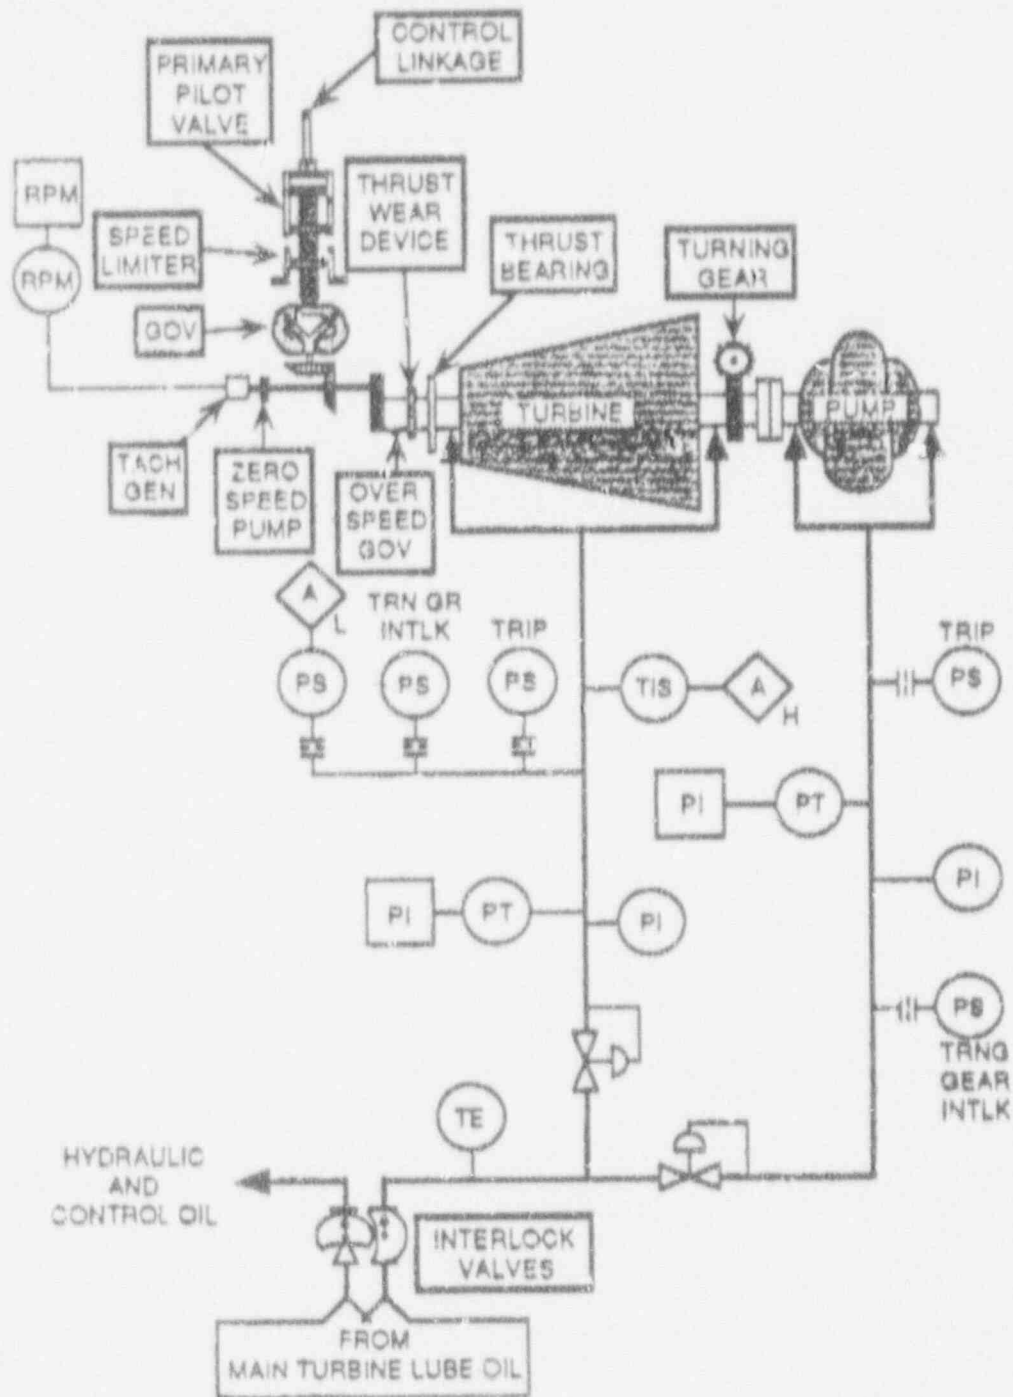 CONTROL
LINKAGE
PRIMARY
PILOT
VALVE
RPM
RPM
SPEED
LIMITER
THRUST
WEAR
DEVICE
THRUST
BEARING
TURNING
GEAR
GOV
TURBINE
PUMP
TACH
GEN
ZERO
SPEED
PUMP
OVER
SPEED
GOV
A
L
TRN GR
INTLK
TRIP
PS
PS
PS
TIS
A
H
TRIP
PS
PI
PT
PI
PI
PT
PI
PS
TRNG
GEAR
INTLK
TE
HYDRAULIC
AND
CONTROL OIL
INTERLOCK
VALVES
FROM
MAIN TURBINE LUBE OIL